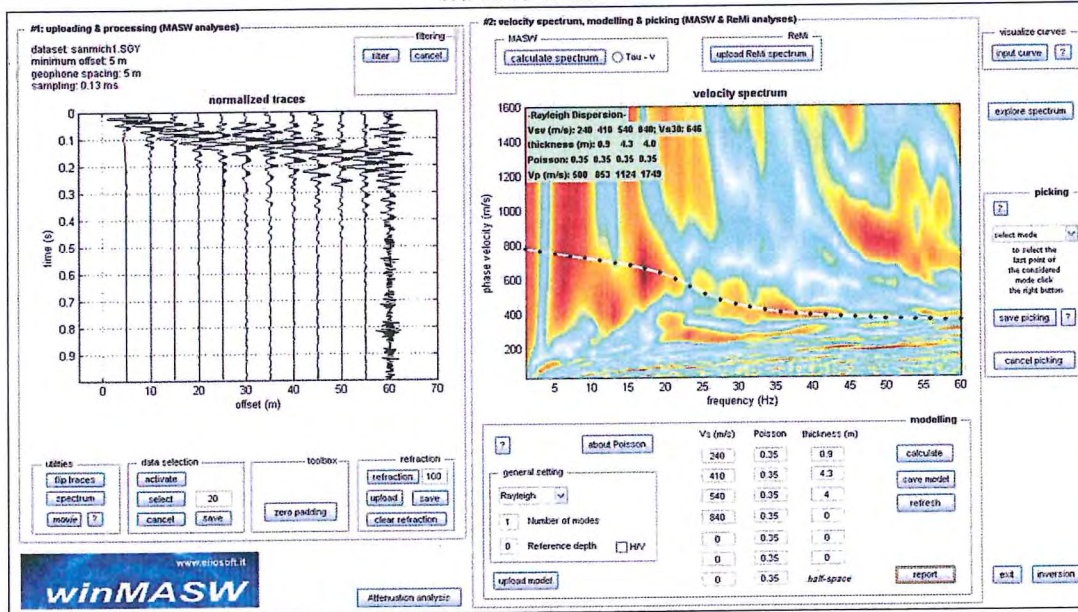 #1: uploading & processing (MASW analyses)
dataset: sanmich1.SGY
minimum offset: 5 m
geophone spacing: 5 m
sampling: 0.13 ms
filtering
filter
cancel
normalized traces
0
0.1
0.2
0.3
0.4
0.5
0.6
0.7
0.8
0.9
time (s)
0 10 20 30 40 50 60 70
offset (m)
utilities
flip traces
spectrum
movie
?
data selection
activate
select
20
cancel
save
toolbox
zero padding
refraction
refraction
100
upload
save
clear refraction
www.eliosoft.it
winMASW
Attenuation analysis
#2: velocity spectrum, modelling & picking (MASW & ReMi analyses)
MASW
calculate spectrum
Tau - v
ReMi
upload ReMi spectrum
velocity spectrum
-Rayleigh Dispersion-
Vsv (m/s): 240 410 540 840; Vs30: 646
thickness (m): 0.9 4.3 4.0
Poisson: 0.35 0.35 0.35 0.35
Vp (m/s): 500 853 1124 1749
1600
1400
1200
1000
800
600
400
200
phase velocity (m/s)
5 10 15 20 25 30 35 40 45 50 55 60
frequency (Hz)
modelling
?
about Poisson
general setting
Rayleigh
1 Number of modes
0 Reference depth
H/V
upload model
Vs (m/s) Poisson thickness (m)
240 0.35 0.9
410 0.35 4.3
540 0.35 4
840 0.35 0
0 0.35 0
0 0.35 0
0 0.35 half-space
calculate
save model
refresh
report
visualize curves
input curve
?
explore spectrum
picking
?
select mode
to select the
last point of
the considered
mode click
the right button
save picking
?
cancel picking
exit
inversion